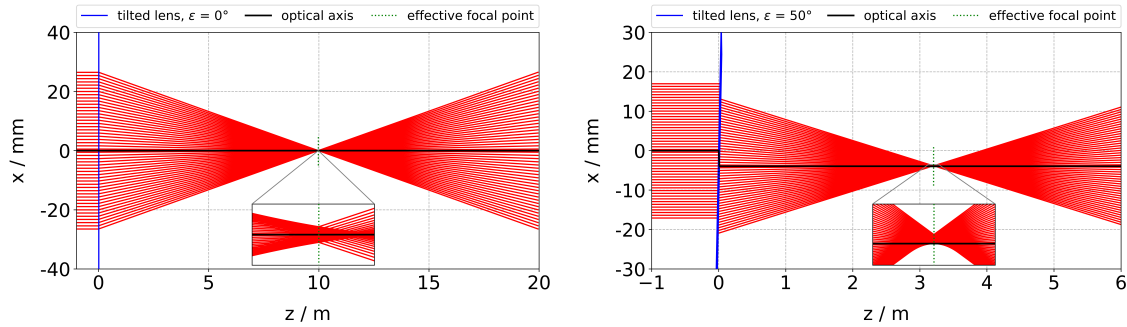 tilted lens, ε = 0° optical axis effective focal point
40
20
0
-20
-40
x / mm
0 5 10 15 20
z / m
tilted lens, ε = 50° optical axis effective focal point
30
20
10
0
-10
-20
-30
x / mm
−1 0 1 2 3 4 5 6
z / m